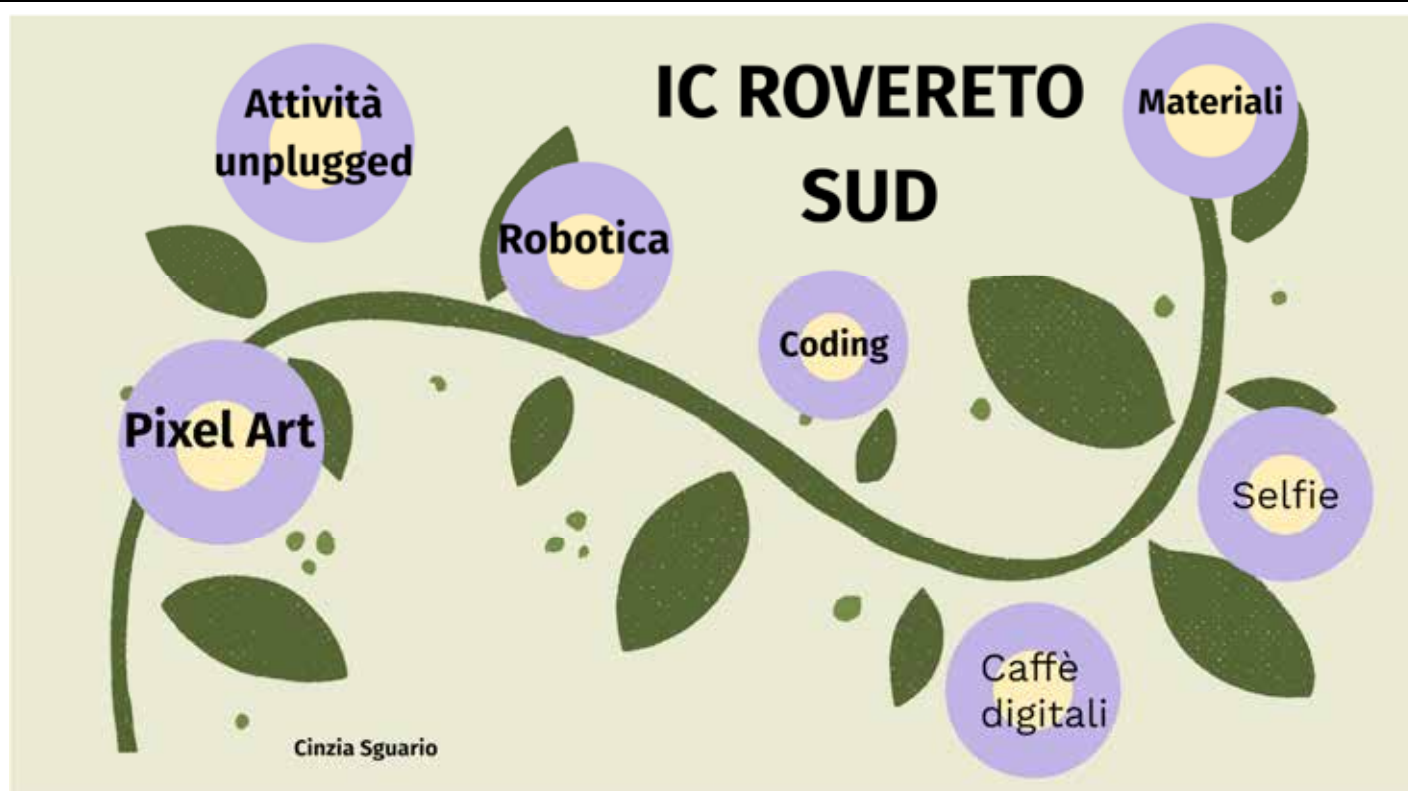 Attività
unplugged
IC ROVERETO
SUD
Materiali
Robotica
Coding
Pixel Art
Selfie
Caffè
digitali
Cinzia Sguario